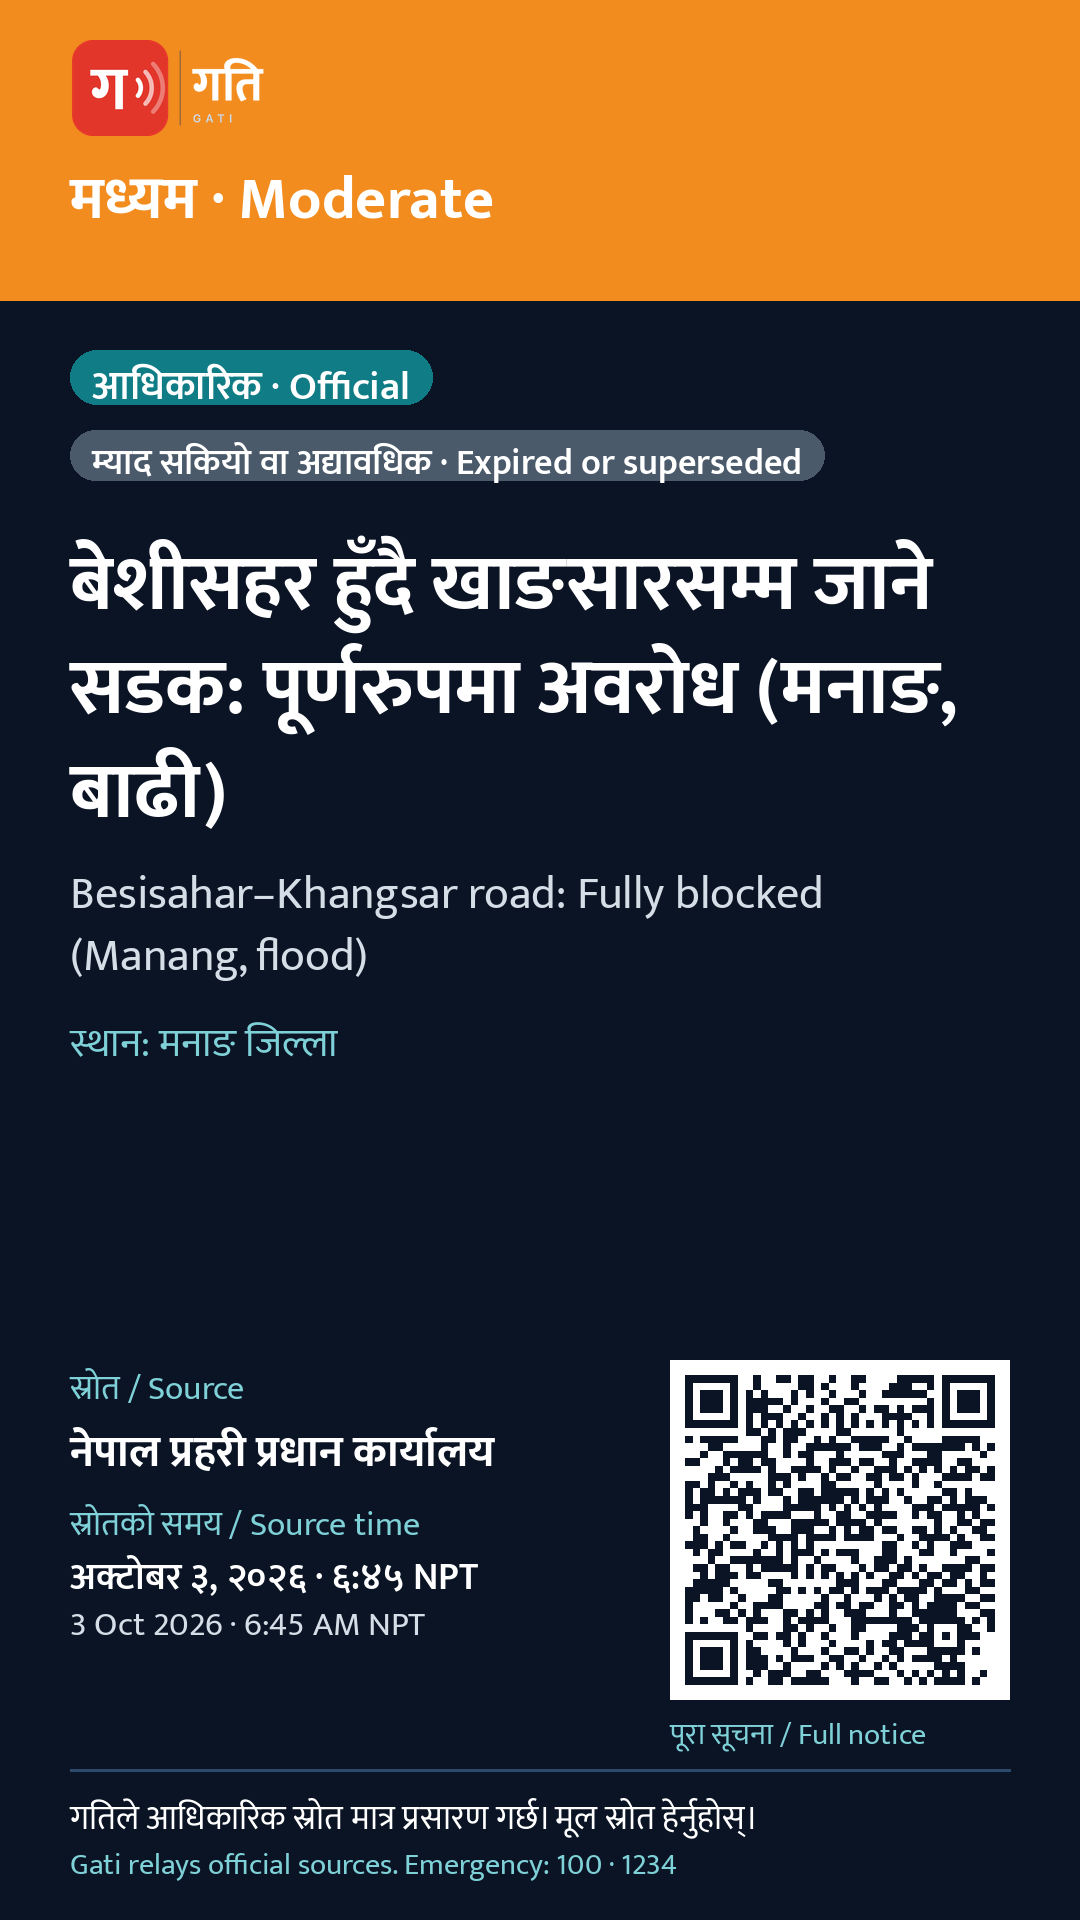 ग
गति
GATI
मध्यम · Moderate
आधिकारिक · Official
म्याद सकियो वा अद्यावधिक · Expired or superseded
बेशीसहर हुँदै खाङसारसम्म जाने
सडक: पूर्णरुपमा अवरोध (मनाङ,
बाढी)
Besisahar–Khangsar road: Fully blocked
(Manang, flood)
स्थान: मनाङ जिल्ला
स्रोत / Source
नेपाल प्रहरी प्रधान कार्यालय
स्रोतको समय / Source time
अक्टोबर ३, २०२६ · ६:४५ NPT
3 Oct 2026 · 6:45 AM NPT
पूरा सूचना / Full notice
गतिले आधिकारिक स्रोत मात्र प्रसारण गर्छ। मूल स्रोत हेर्नुहोस्।
Gati relays official sources. Emergency: 100 · 1234